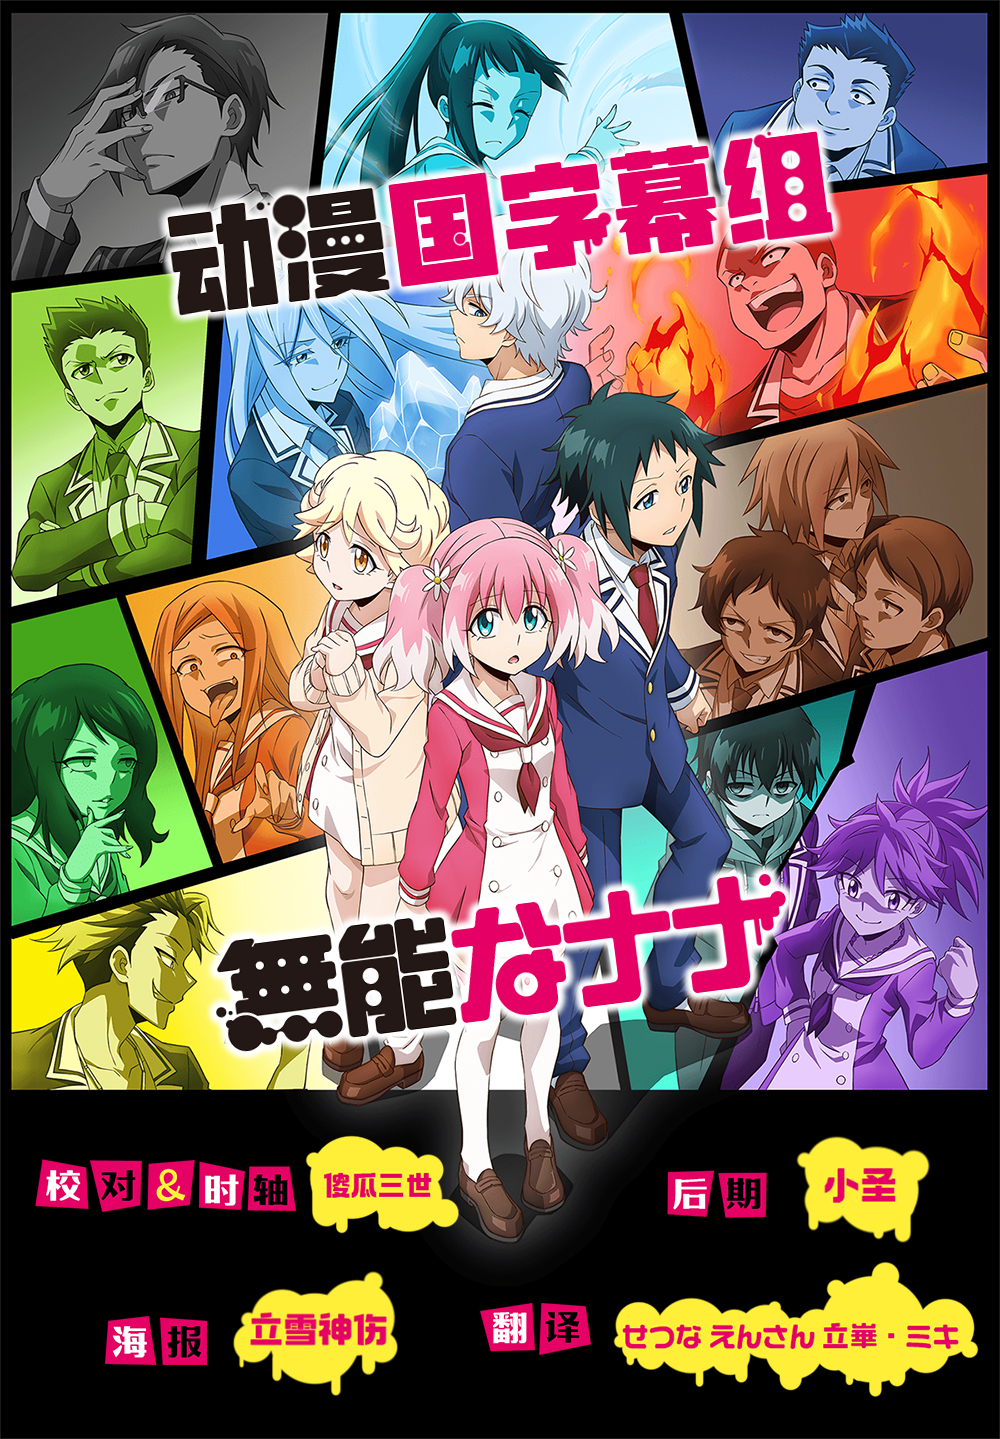 动漫国字幕组
無能なナナ
校对&时轴 傻瓜三世
后期 小圣
海报 立雪神伤
翻译 せつな えんさん 立華・ミキ